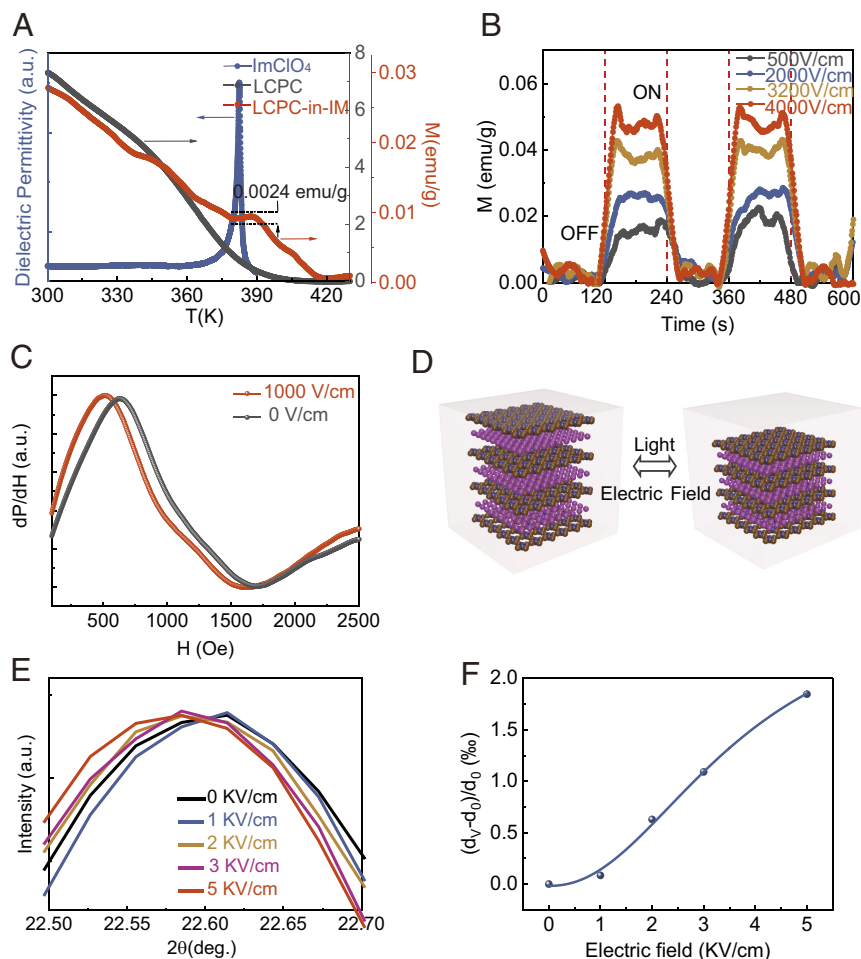 A
Dielectric Permittivity (a.u.)
300
330
360
390
420
T(K)
0
2
4
6
8
M(emu/g)
0.00
0.01
0.02
0.03
ImClO₄
LCPC
LCPC-in-IM
0.0024 emu/g
B
M (emu/g)
0.00
0.02
0.04
0.06
0
120
240
360
480
600
Time (s)
OFF
ON
500V/cm
2000V/cm
3200V/cm
4000V/cm
C
dP/dH (a.u.)
500
1000
1500
2000
2500
H (Oe)
1000 V/cm
0 V/cm
D
Light
Electric Field
E
Intensity (a.u.)
22.50
22.55
22.60
22.65
22.70
2θ(deg.)
0 KV/cm
1 KV/cm
2 KV/cm
3 KV/cm
5 KV/cm
F
(dV-d0)/d0 (‰)
0.0
0.5
1.0
1.5
2.0
0
1
2
3
4
5
Electric field (KV/cm)